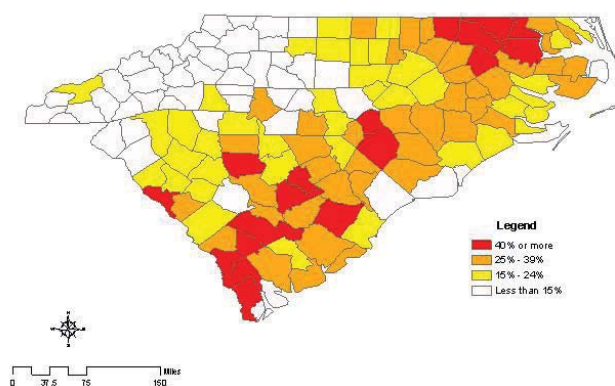 Legend
40% or more
25% - 39%
15% - 24%
Less than 15%
Miles
0 37.5 75 150